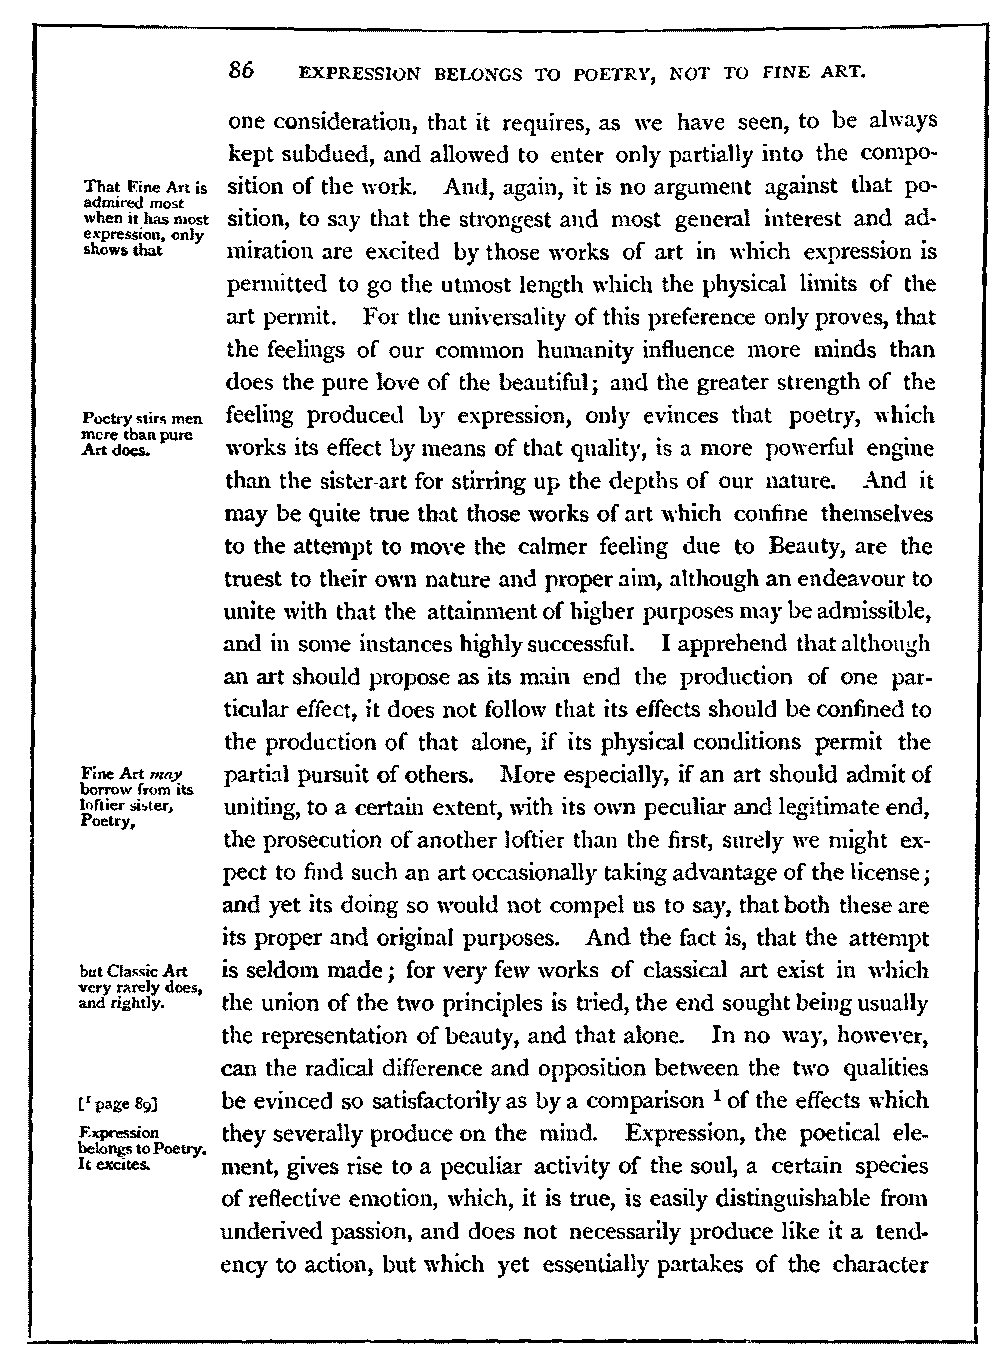 86 EXPRESSION BELONGS TO POETRY, NOT TO FINE ART.
one consideration, that it requires, as we have seen, to be always
kept subdued, and allowed to enter only partially into the compo-
That Fine Art is
admired most
when it has most
expression, only
shows that
sition of the work. And, again, it is no argument against that po-
sition, to say that the strongest and most general interest and ad-
miration are excited by those works of art in which expression is
permitted to go the utmost length which the physical limits of the
art permit. For the universality of this preference only proves, that
the feelings of our common humanity influence more minds than
does the pure love of the beautiful; and the greater strength of the
Poetry stirs men
more than pure
Art does.
feeling produced by expression, only evinces that poetry, which
works its effect by means of that quality, is a more powerful engine
than the sister-art for stirring up the depths of our nature. And it
may be quite true that those works of art which confine themselves
to the attempt to move the calmer feeling due to Beauty, are the
truest to their own nature and proper aim, although an endeavour to
unite with that the attainment of higher purposes may be admissible,
and in some instances highly successful. I apprehend that although
an art should propose as its main end the production of one par-
ticular effect, it does not follow that its effects should be confined to
the production of that alone, if its physical conditions permit the
Fine Art may
borrow from its
loftier sister,
Poetry,
partial pursuit of others. More especially, if an art should admit of
uniting, to a certain extent, with its own peculiar and legitimate end,
the prosecution of another loftier than the first, surely we might ex-
pect to find such an art occasionally taking advantage of the license;
and yet its doing so would not compel us to say, that both these are
its proper and original purposes. And the fact is, that the attempt
but Classic Art
very rarely does,
and rightly.
is seldom made; for very few works of classical art exist in which
the union of the two principles is tried, the end sought being usually
the representation of beauty, and that alone. In no way, however,
can the radical difference and opposition between the two qualities
[¹ page 89]
be evinced so satisfactorily as by a comparison ¹ of the effects which
Expression
belongs to Poetry.
It excites.
they severally produce on the mind. Expression, the poetical ele-
ment, gives rise to a peculiar activity of the soul, a certain species
of reflective emotion, which, it is true, is easily distinguishable from
underived passion, and does not necessarily produce like it a tend-
ency to action, but which yet essentially partakes of the character